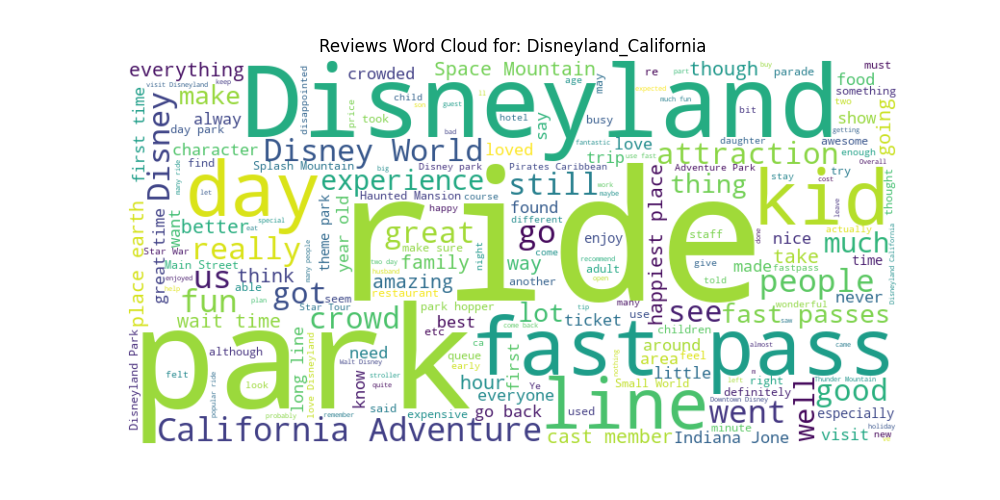 Reviews Word Cloud for: Disneyland_California
everything
visit Disneyland
keep
make
alway
day park
first time
Disney
Disneyland
crowded
disappointed
child
price
took
Space Mountain
guest
li
bad
hotel
say
may
busy
re
age
though
part
buy
parade
expected
much fun
must
food
something
two
show
going
getting
bit
daughter
awesome
enough
Overall
character
find
many ride
let
Disney World
Splash Mountain
big
loved
Disney park
fantastic
use fast
Pirates Caribbean
love
trip
attraction
Adventure Park
stay
try
thought
day
experience
Haunted Mansion
course
happy
still
work
maybe
found
different
thing
cost
kid
leave
actually
Disneyland California
place earth
great time
want
better
special
eat
theme park
year old
great
make sure
family
night
go
come
way
another
recommend
enjoy
adult
happiest place
staff
give
told
made
done
nice
take
fastpass
much
time
people
never
Star War
Main Street
enjoyed
help
able
really
us
think
many people
two day
husband
ride
amazing
restaurant
seem
Star Tour
got
fun
plan
wait time
crowd
park hopper
best
etc
lot
open
tip
ticket
many
use
see
children
fast passes
wonderful
saw
Disneyland Park
park
although
felt
look
popular ride
long line
love Disneyland
need
Walt Disney
stroller
quite
know
remember
said
probably
expensive
queue
early
ca
come back
first
hour
everyone
Ye
go back
used
fast pass
around
area
feel
little
Small World
right
left
almost
came
definitely
Thunder Mountain
Downtown Disney
line
minute
went
well
good
especially
holiday
new
visit
California Adventure
cast member
Indiana Jone